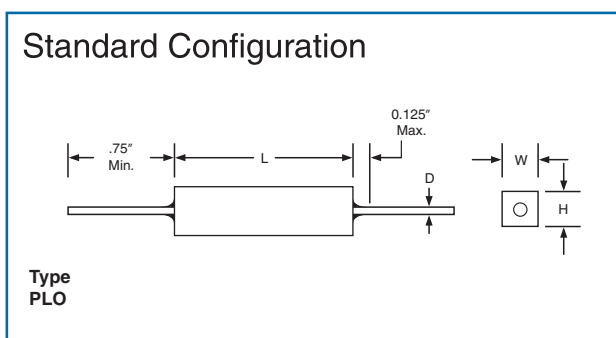 Standard Configuration
0.125″
Max.
.75″
Min.
L
D
W
H
Type
PLO